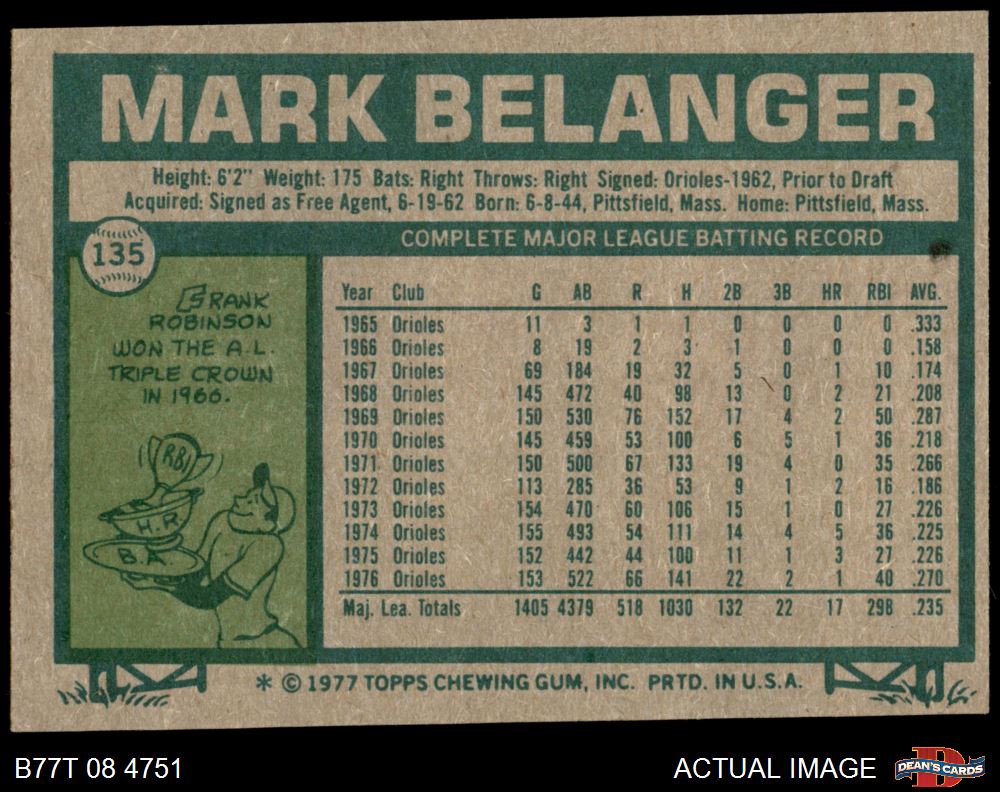 MARK BELANGER
Height: 6'2" Weight: 175 Bats: Right Throws: Right Signed: Orioles-1962, Prior to Draft
Acquired: Signed as Free Agent, 6-19-62 Born: 6-8-44, Pittsfield, Mass. Home: Pittsfield, Mass.
135
COMPLETE MAJOR LEAGUE BATTING RECORD
FRANK
ROBINSON
WON THE A.L.
TRIPLE CROWN
IN 1966.
RBI
H.R
B.A
Year Club G AB R H 2B 3B HR RBI AVG.
1965 Orioles 11 3 1 1 0 0 0 0 .333
1966 Orioles 8 19 2 3 1 0 0 0 .158
1967 Orioles 69 184 19 32 5 0 1 10 .174
1968 Orioles 145 472 40 98 13 0 2 21 .208
1969 Orioles 150 530 76 152 17 4 2 50 .287
1970 Orioles 145 459 53 100 6 5 1 36 .218
1971 Orioles 150 500 67 133 19 4 0 35 .266
1972 Orioles 113 285 36 53 9 1 2 16 .186
1973 Orioles 154 470 60 106 15 1 0 27 .226
1974 Orioles 155 493 54 111 14 4 5 36 .225
1975 Orioles 152 442 44 100 11 1 3 27 .226
1976 Orioles 153 522 66 141 22 2 1 40 .270
Maj. Lea. Totals 1405 4379 518 1030 132 22 17 298 .235
* © 1977 TOPPS CHEWING GUM, INC. PRTD. IN U.S.A.
B77T 08 4751
ACTUAL IMAGE
D
DEAN'S CARDS